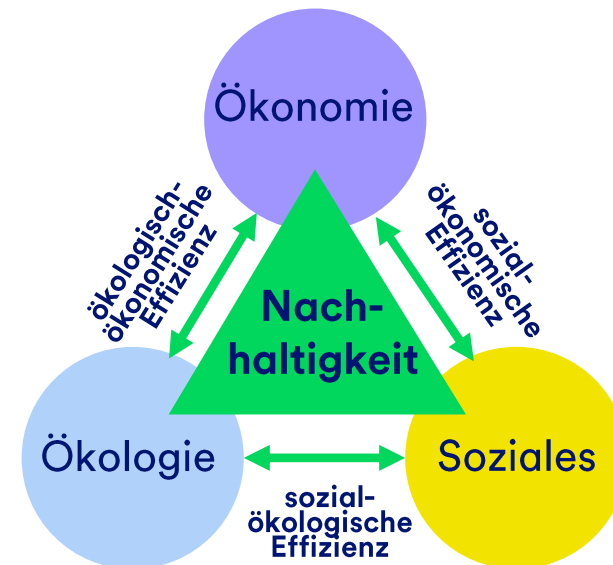 Ökonomie
ökologisch-
ökonomische
Effizienz
sozial-
ökonomische
Effizienz
Nach-
haltigkeit
Ökologie
Soziales
sozial-
ökologische
Effizienz